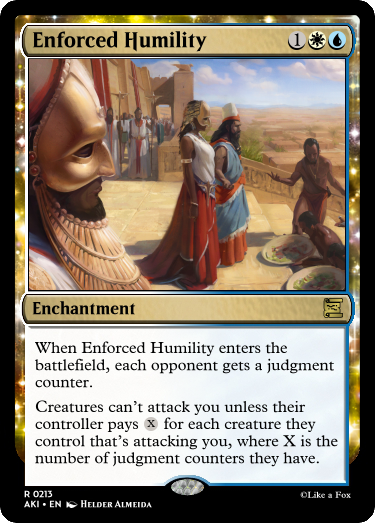 Enforced Humility 1
Enchantment
When Enforced Humility enters the
battlefield, each opponent gets a judgment
counter.
Creatures can't attack you unless their
controller pays X for each creature they
control that's attacking you, where X is the
number of judgment counters they have.
R 0213
AKI • EN Helder Almeida
©Like a Fox